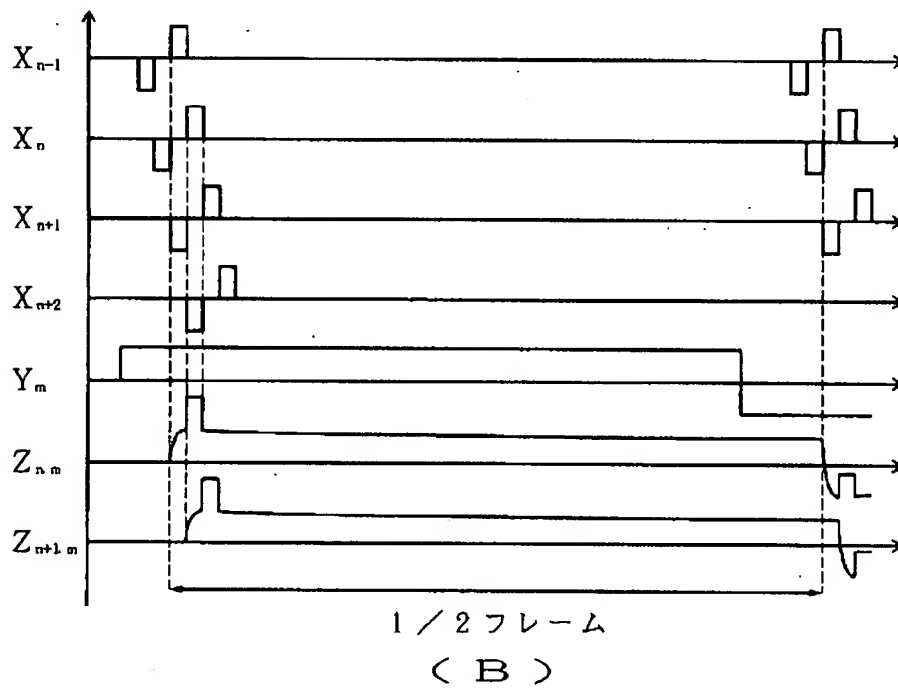 Xn-1
Xn
Xn+1
Xn+2
Ym
Zn m
Zn+1 m
1／2フレーム
(B)